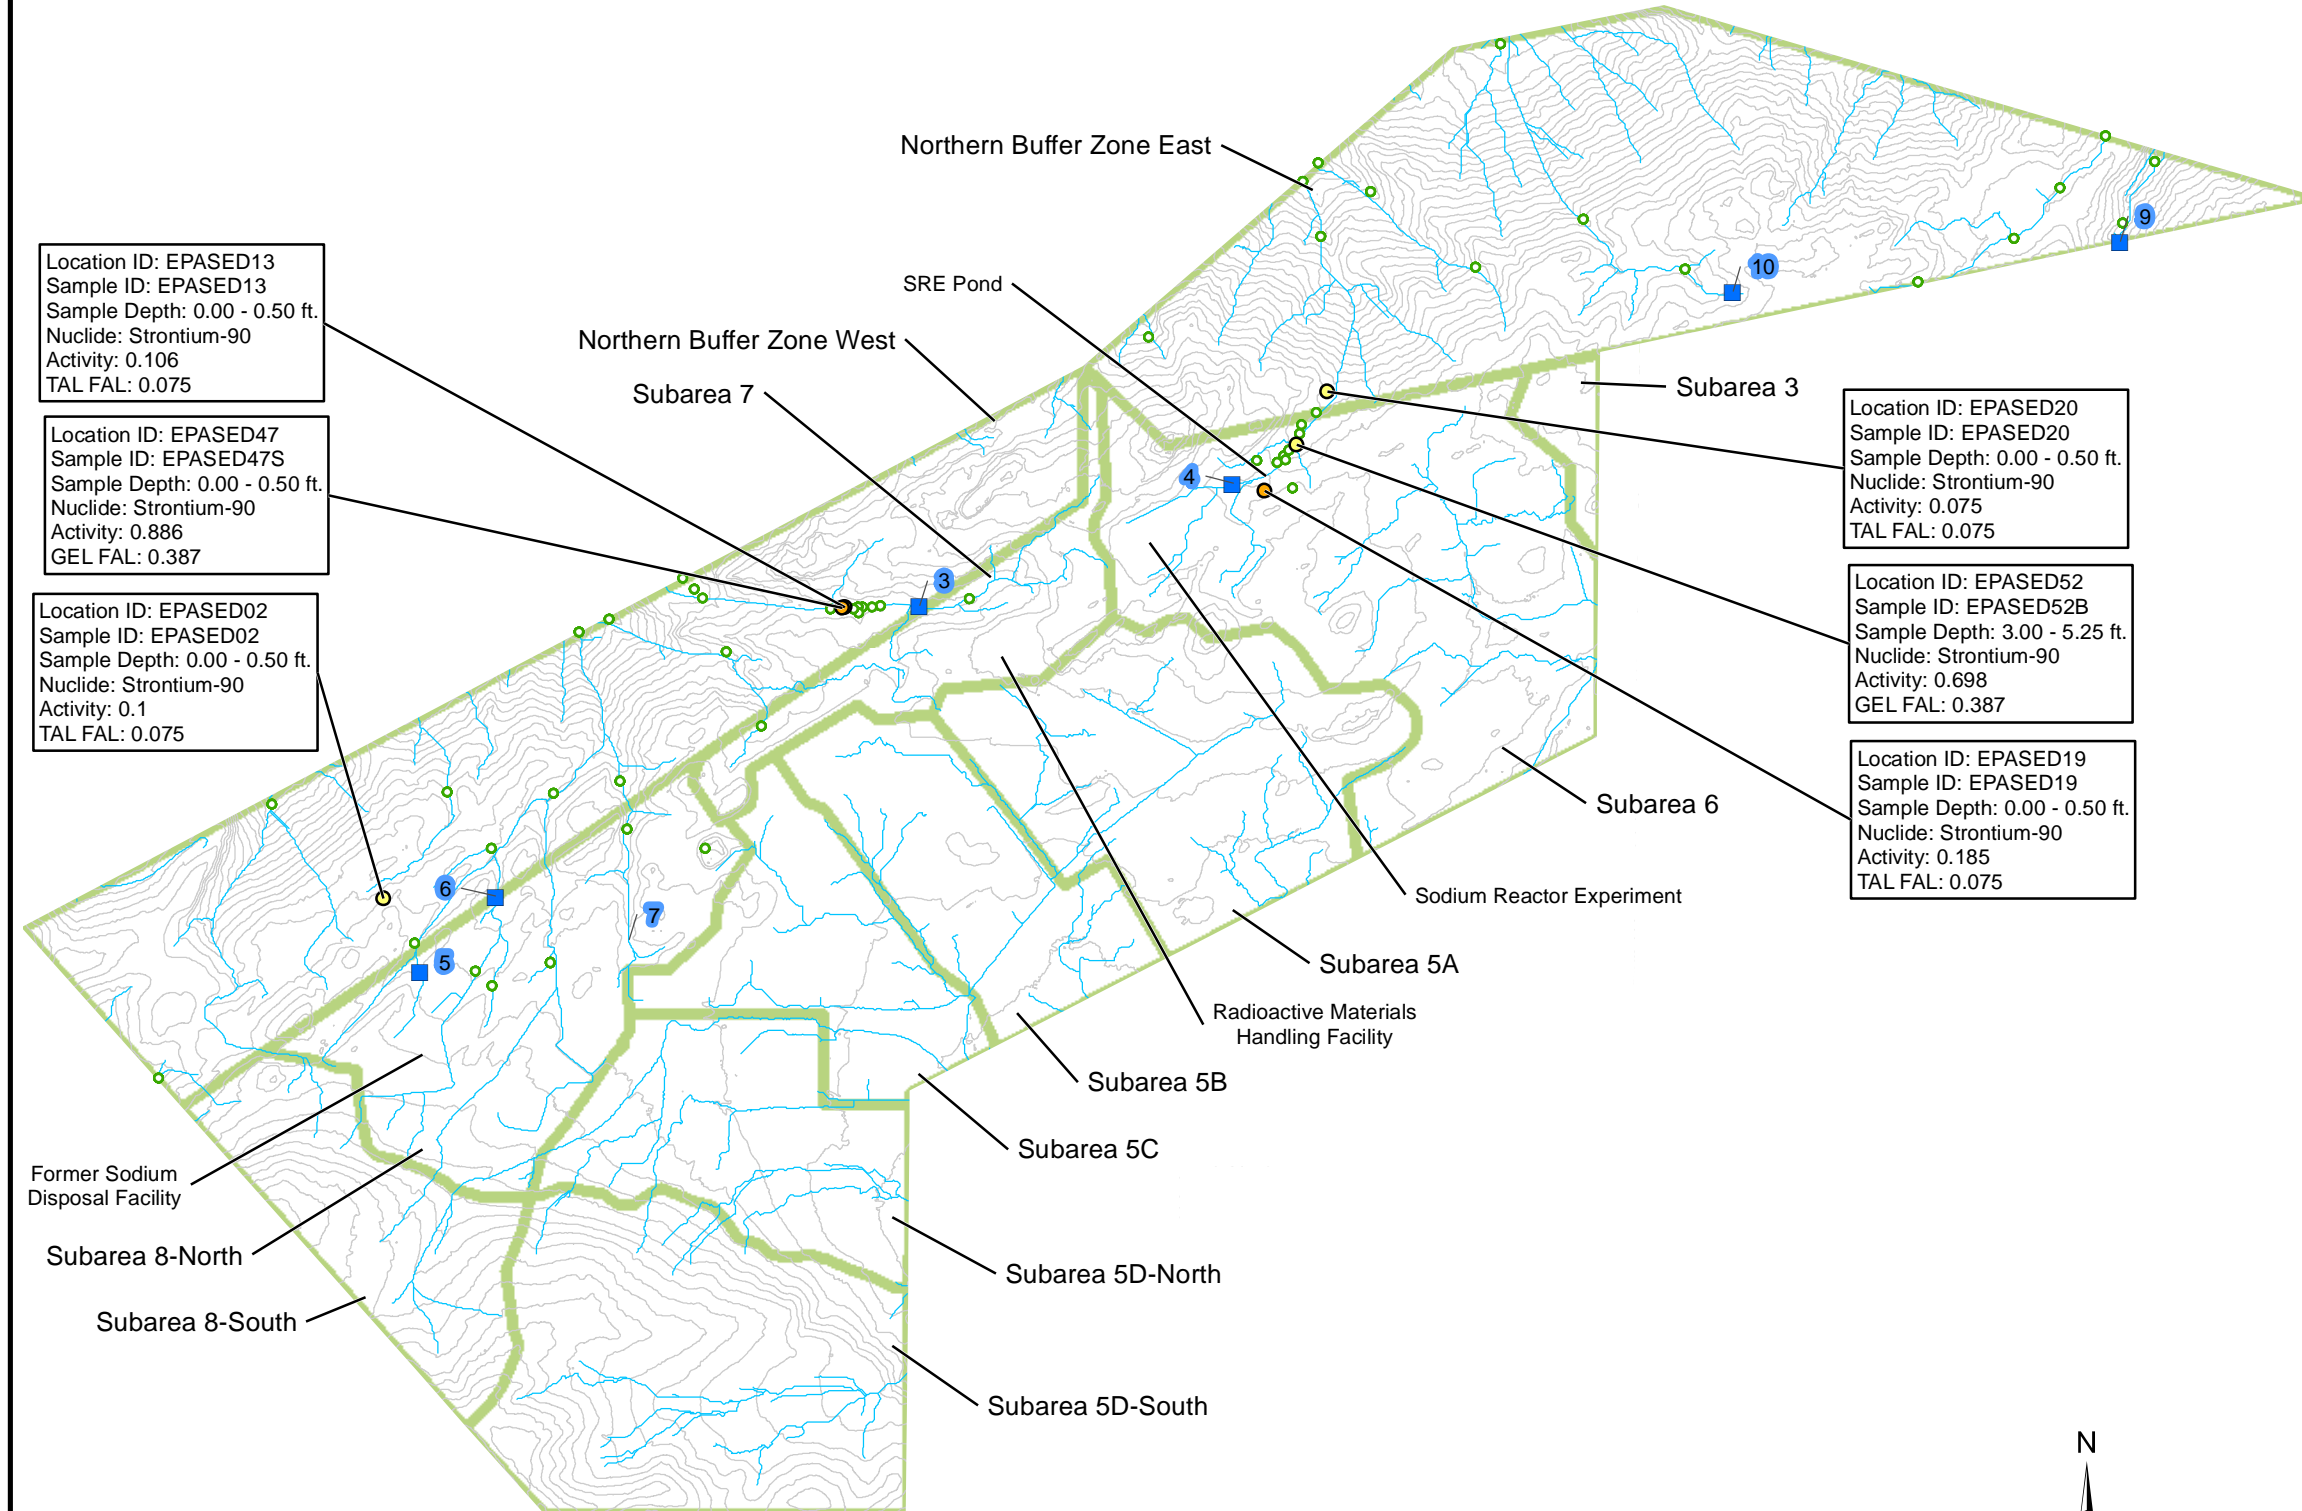 Northern Buffer Zone East
9
10
Location ID: EPASED13
Sample ID: EPASED13
Sample Depth: 0.00 - 0.50 ft.
Nuclide: Strontium-90
Activity: 0.106
TAL FAL: 0.075
SRE Pond
Northern Buffer Zone West
Subarea 7
Subarea 3
Location ID: EPASED47
Sample ID: EPASED47S
Sample Depth: 0.00 - 0.50 ft.
Nuclide: Strontium-90
Activity: 0.886
GEL FAL: 0.387
Location ID: EPASED20
Sample ID: EPASED20
Sample Depth: 0.00 - 0.50 ft.
Nuclide: Strontium-90
Activity: 0.075
TAL FAL: 0.075
4
3
Location ID: EPASED02
Sample ID: EPASED02
Sample Depth: 0.00 - 0.50 ft.
Nuclide: Strontium-90
Activity: 0.1
TAL FAL: 0.075
Location ID: EPASED52
Sample ID: EPASED52B
Sample Depth: 3.00 - 5.25 ft.
Nuclide: Strontium-90
Activity: 0.698
GEL FAL: 0.387
Location ID: EPASED19
Sample ID: EPASED19
Sample Depth: 0.00 - 0.50 ft.
Nuclide: Strontium-90
Activity: 0.185
TAL FAL: 0.075
Subarea 6
6
7
5
Sodium Reactor Experiment
Subarea 5A
Radioactive Materials
Handling Facility
Subarea 5B
Subarea 5C
Former Sodium
Disposal Facility
Subarea 8-North
Subarea 8-South
Subarea 5D-North
Subarea 5D-South
N